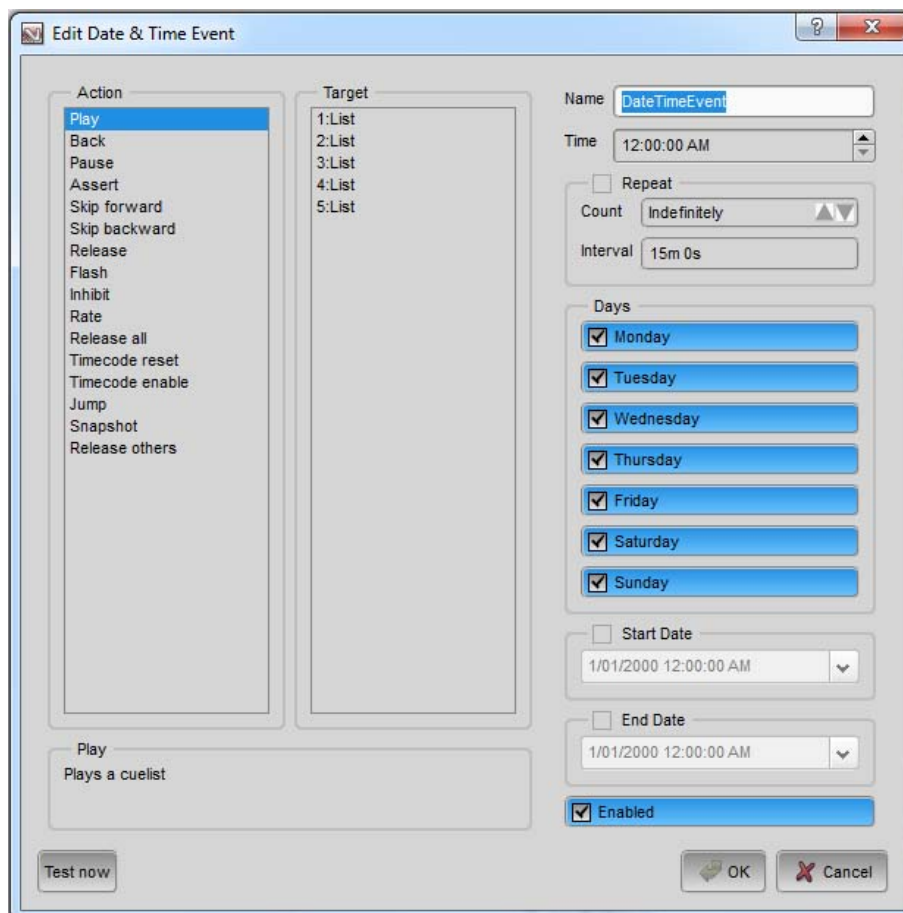 Edit Date & Time Event
?
Action
Play
Back
Pause
Assert
Skip forward
Skip backward
Release
Flash
Inhibit
Rate
Release all
Timecode reset
Timecode enable
Jump
Snapshot
Release others
Target
1:List
2:List
3:List
4:List
5:List
Name DateTimeEvent
Time 12:00:00 AM
Repeat
Count Indefinitely
Interval 15m 0s
Days
Monday
Tuesday
Wednesday
Thursday
Friday
Saturday
Sunday
Start Date
1/01/2000 12:00:00 AM
End Date
1/01/2000 12:00:00 AM
Enabled
Play
Plays a cuelist
Test now
OK
Cancel